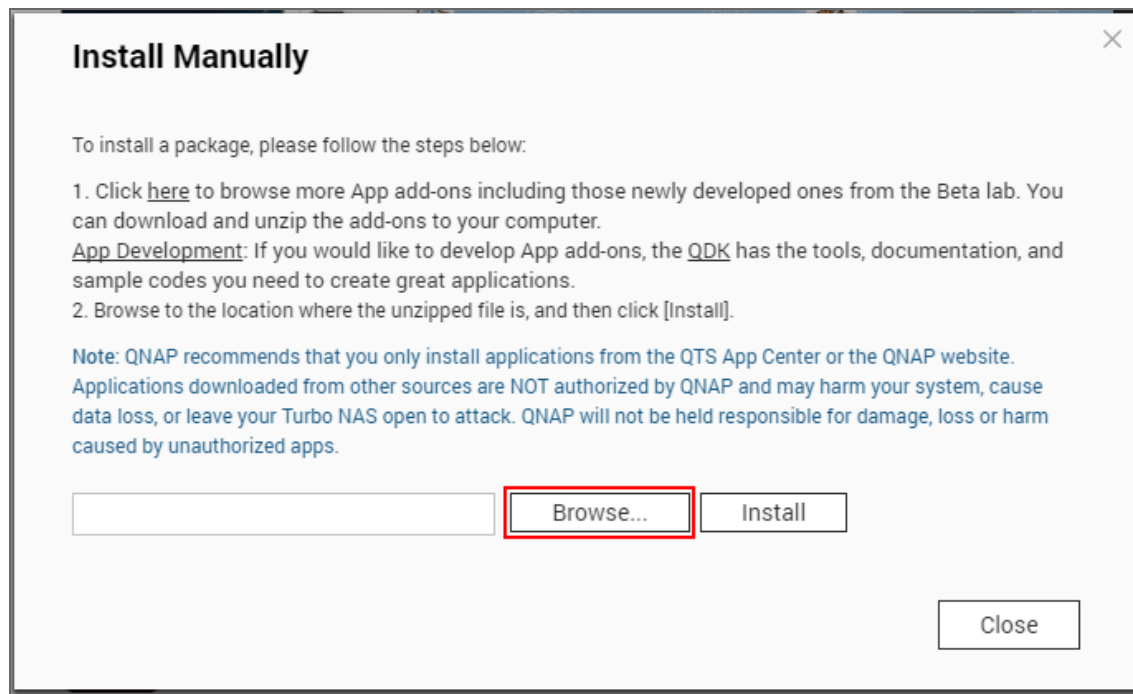 Install Manually
To install a package, please follow the steps below:
1. Click here to browse more App add-ons including those newly developed ones from the Beta lab. You
can download and unzip the add-ons to your computer.
App Development: If you would like to develop App add-ons, the QDK has the tools, documentation, and
sample codes you need to create great applications.
2. Browse to the location where the unzipped file is, and then click [Install].
Note: QNAP recommends that you only install applications from the QTS App Center or the QNAP website.
Applications downloaded from other sources are NOT authorized by QNAP and may harm your system, cause
data loss, or leave your Turbo NAS open to attack. QNAP will not be held responsible for damage, loss or harm
caused by unauthorized apps.
Browse... Install
Close